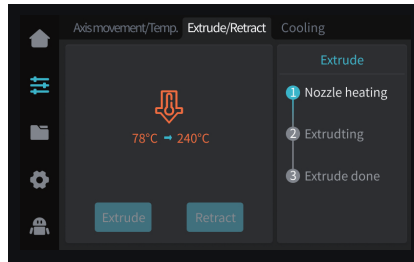 Axis movement/Temp. Extrude/Retract Cooling
Extrude
1 Nozzle heating
78°C → 240°C
2 Extrudting
3 Extrude done
Extrude Retract